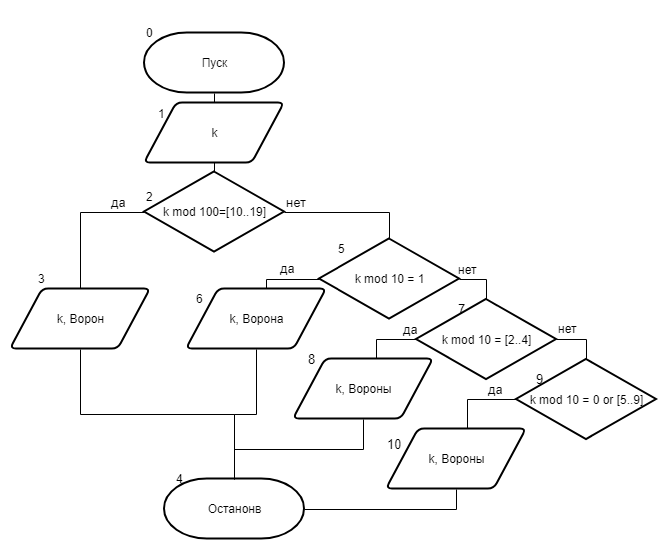 0
Пуск
1
k
2
да
k mod 100=[10..19]
нет
5
3
да
k mod 10 = 1
нет
6
7
k, Ворон
k, Ворона
да
k mod 10 = [2..4]
нет
8
9
k, Вороны
да
k mod 10 = 0 or [5..9]
10
k, Вороны
4
Останонв